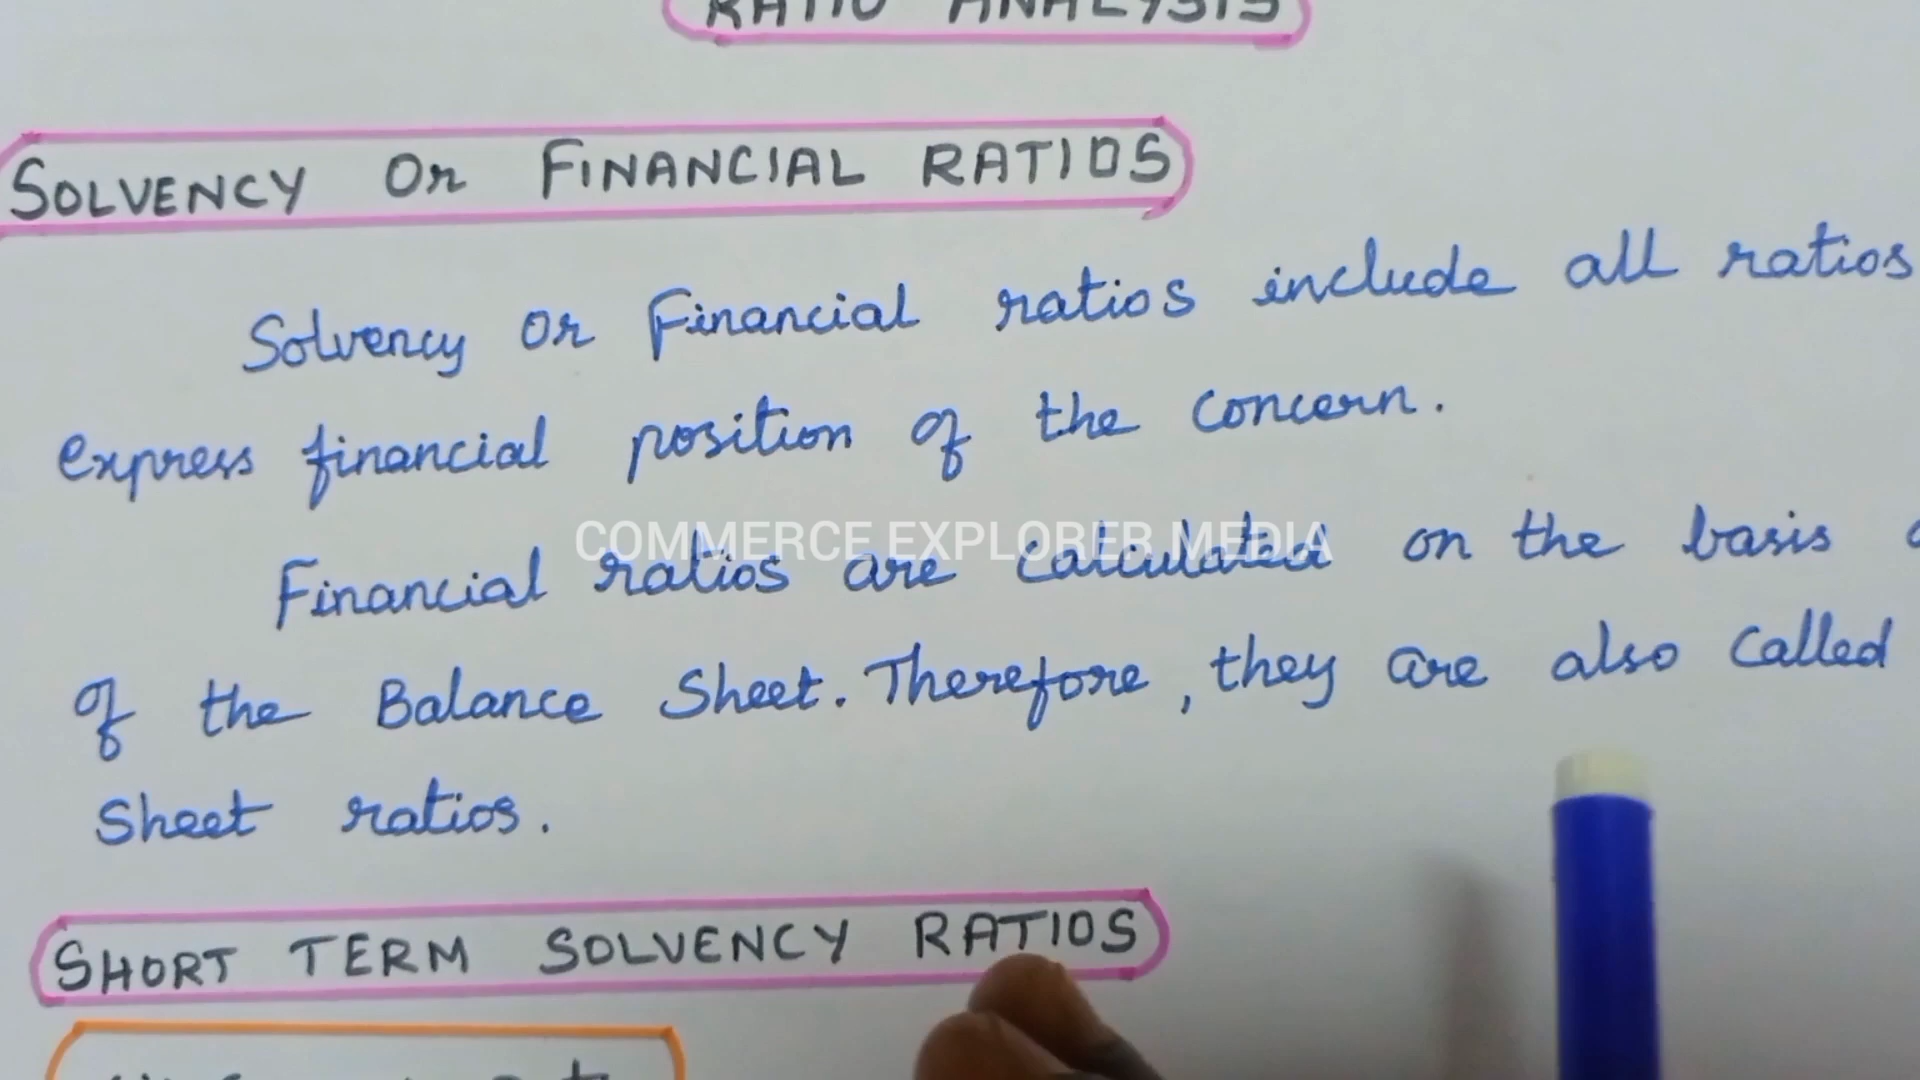 RATIO ANALYSIS
SOLVENCY Or FINANCIAL RATIOS
Solvency or Financial ratios include all ratios
express financial position of the concern.
COMMERCE EXPLORER MEDIA
Financial ratios are calculated on the basis
of the Balance Sheet. Therefore, they are also called
Sheet ratios.
SHORT TERM SOLVENCY RATIOS